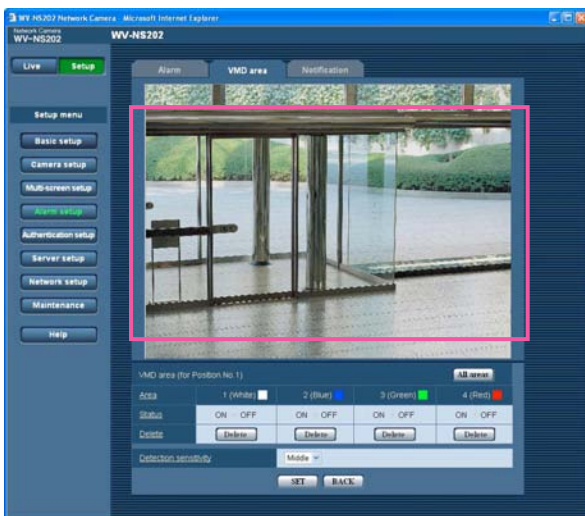 WV-NS202 Network Camera - Microsoft Internet Explorer
Network Camera
WV-NS202
WV-NS202
Live Setup
Alarm VMD area Notification
Setup menu
Basic setup
Camera setup
Multi-screen setup
Alarm setup
Authentication setup
Server setup
Network setup
Maintenance
Help
VMD area (for Position No.1)
All areas
Area 1 (White) 2 (Blue) 3 (Green) 4 (Red)
Status ON OFF ON OFF ON OFF ON OFF
Delete Delete Delete Delete Delete
Detection sensitivity Middle
SET BACK